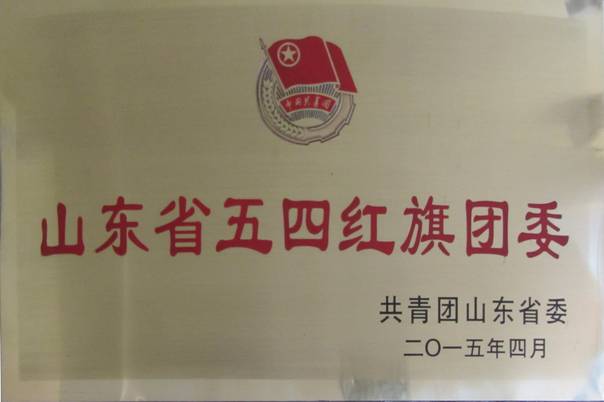 中国共青团
山东省五四红旗团委
共青团山东省委
二〇一五年四月